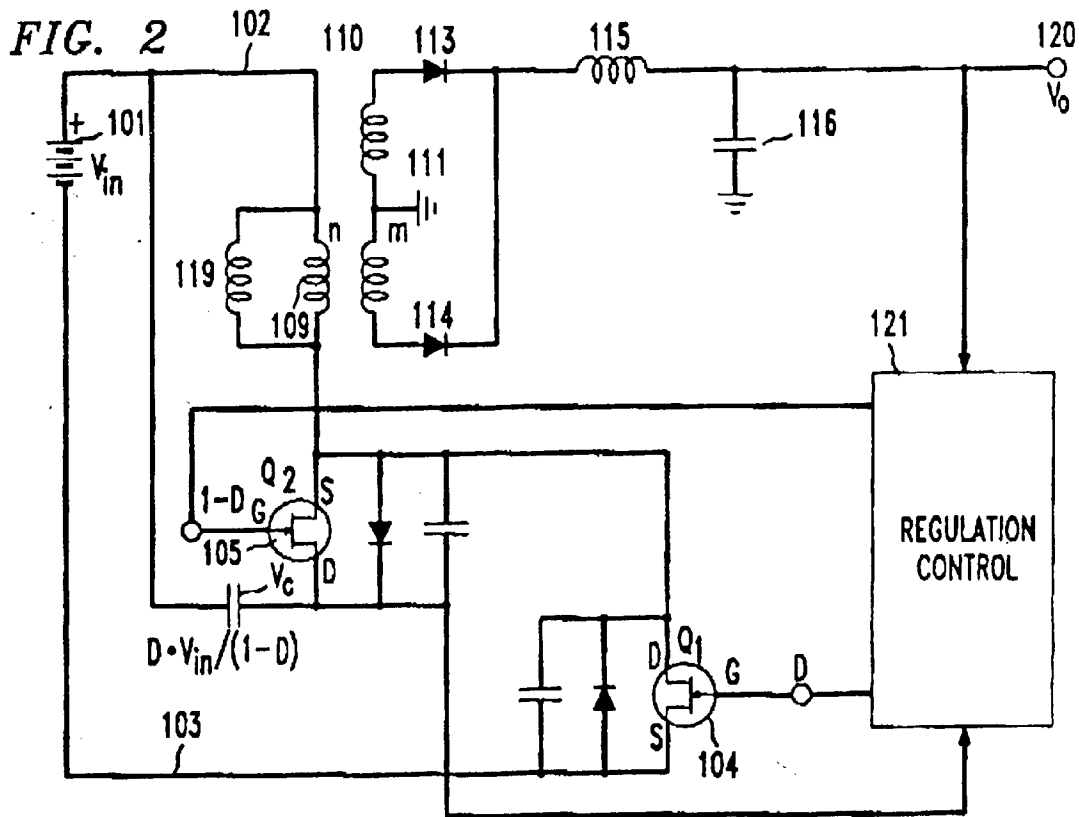 FIG. 2
102
110
113
115
120
V₀
+
101
Vin
116
111
n
m
119
109
114
121
Q₂
S
1-D
G
105
D
Vc
D•Vin/(1-D)
REGULATION
CONTROL
D
Q₁
G
D
S
104
103